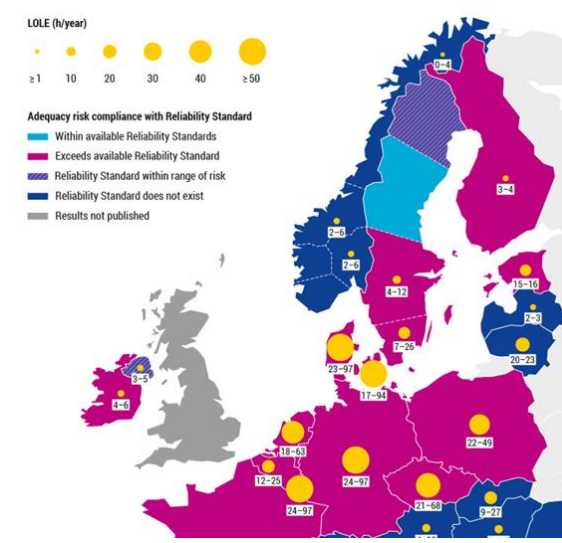 LOLE (h/year)
≥1 10 20 30 40 ≥50
Adequacy risk compliance with Reliability Standard
Within available Reliability Standards
Exceeds available Reliability Standard
Reliability Standard within range of risk
Reliability Standard does not exist
Results not published
0–4
3–4
2–6
2–6
4–12
15–16
2–3
7–26
20–23
23–97
17–94
3–5
4–6
22–49
18–63
12–25
24–97
24–97
21–68
9–27